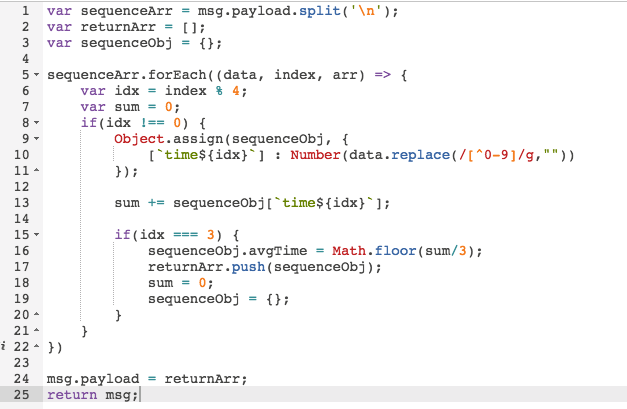 1 var sequenceArr = msg.payload.split('\n');
2 var returnArr = [];
3 var sequenceObj = {};
4
5 sequenceArr.forEach((data, index, arr) => {
6     var idx = index % 4;
7     var sum = 0;
8     if(idx !== 0) {
9         Object.assign(sequenceObj, {
10             [`time${idx}`] : Number(data.replace(/[^0-9]/g,""))
11         });
12
13         sum += sequenceObj[`time${idx}`];
14
15         if(idx === 3) {
16             sequenceObj.avgTime = Math.floor(sum/3);
17             returnArr.push(sequenceObj);
18             sum = 0;
19             sequenceObj = {};
20         }
21     }
i 22 })
23
24 msg.payload = returnArr;
25 return msg;